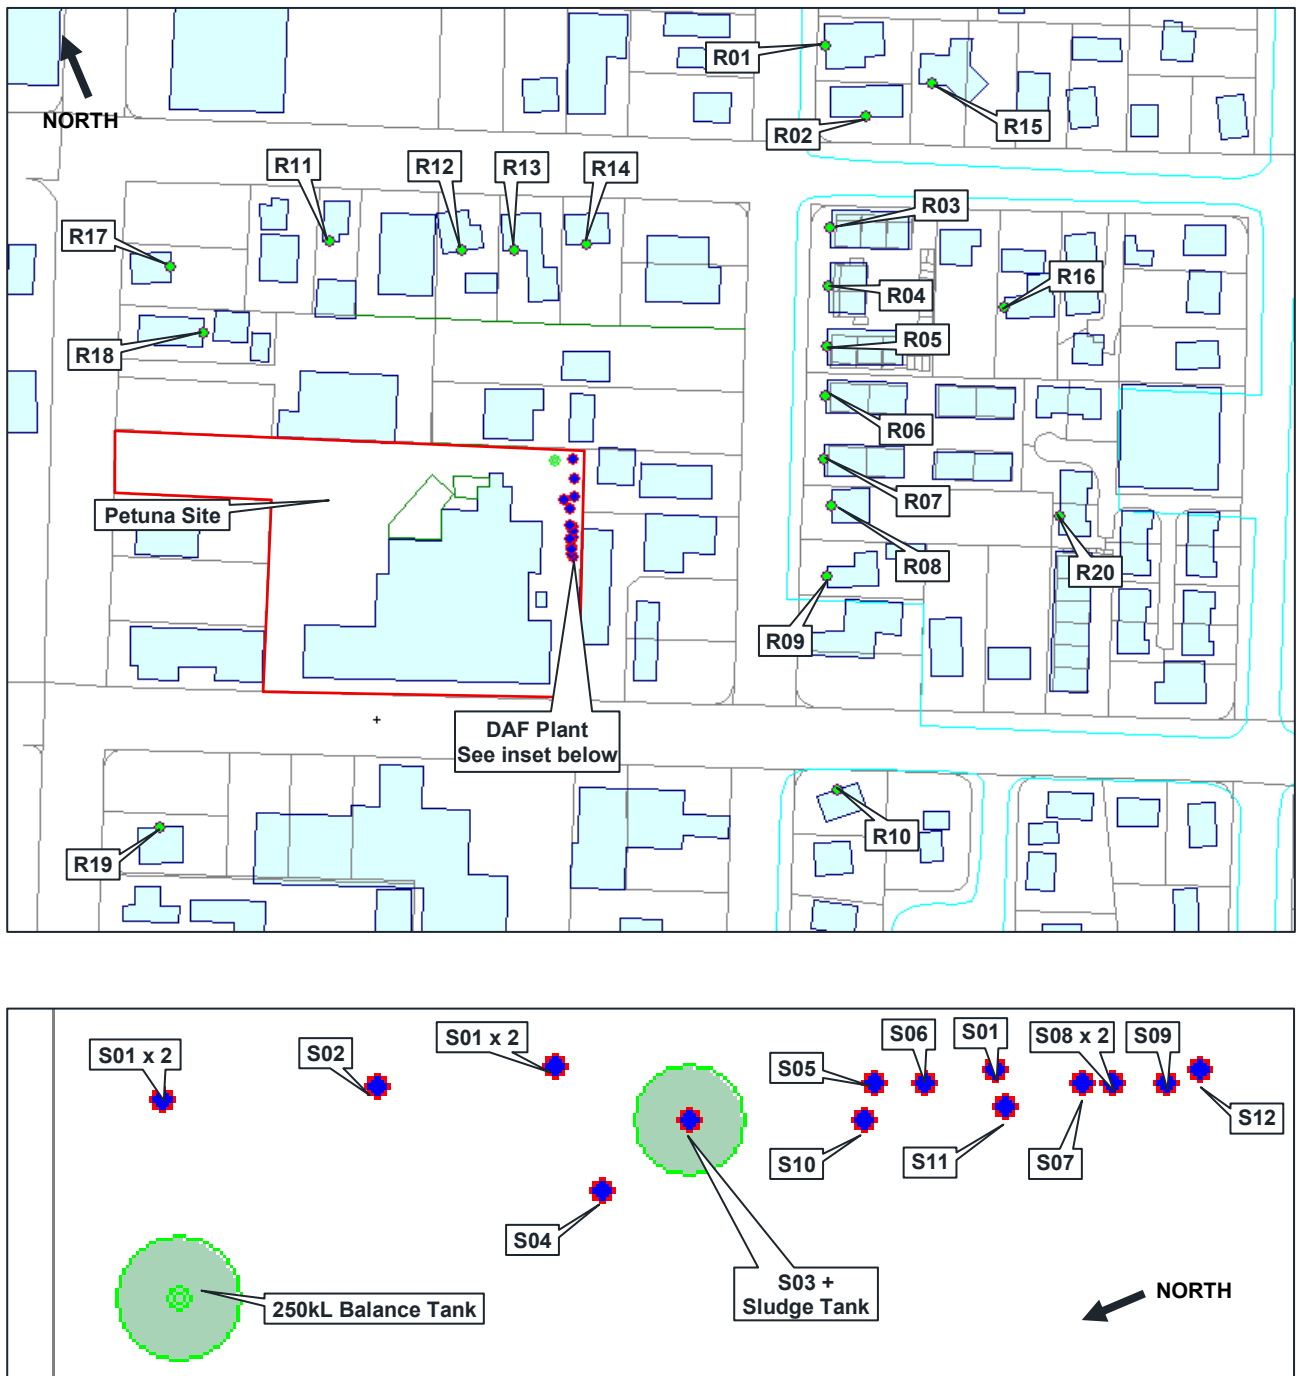 R01
NORTH
R02
R15
R11
R12
R13
R14
R03
R17
R04
R16
R18
R05
R06
R07
Petuna Site
R08
R20
R09
DAF Plant
See inset below
R10
R19
S01 x 2
S02
S01 x 2
S06
S01
S08 x 2
S09
S05
S12
S10
S11
S07
S04
S03 +
Sludge Tank
250kL Balance Tank
NORTH